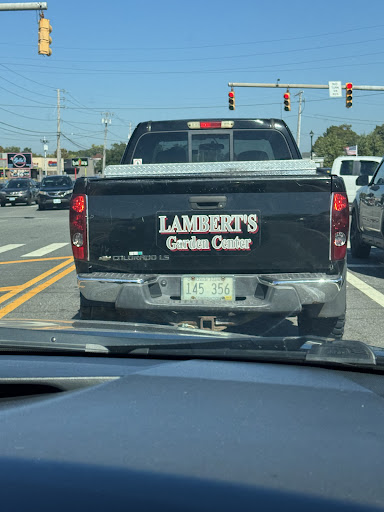 LAMBERT'S
Garden Center
COLORADO LS
145 356